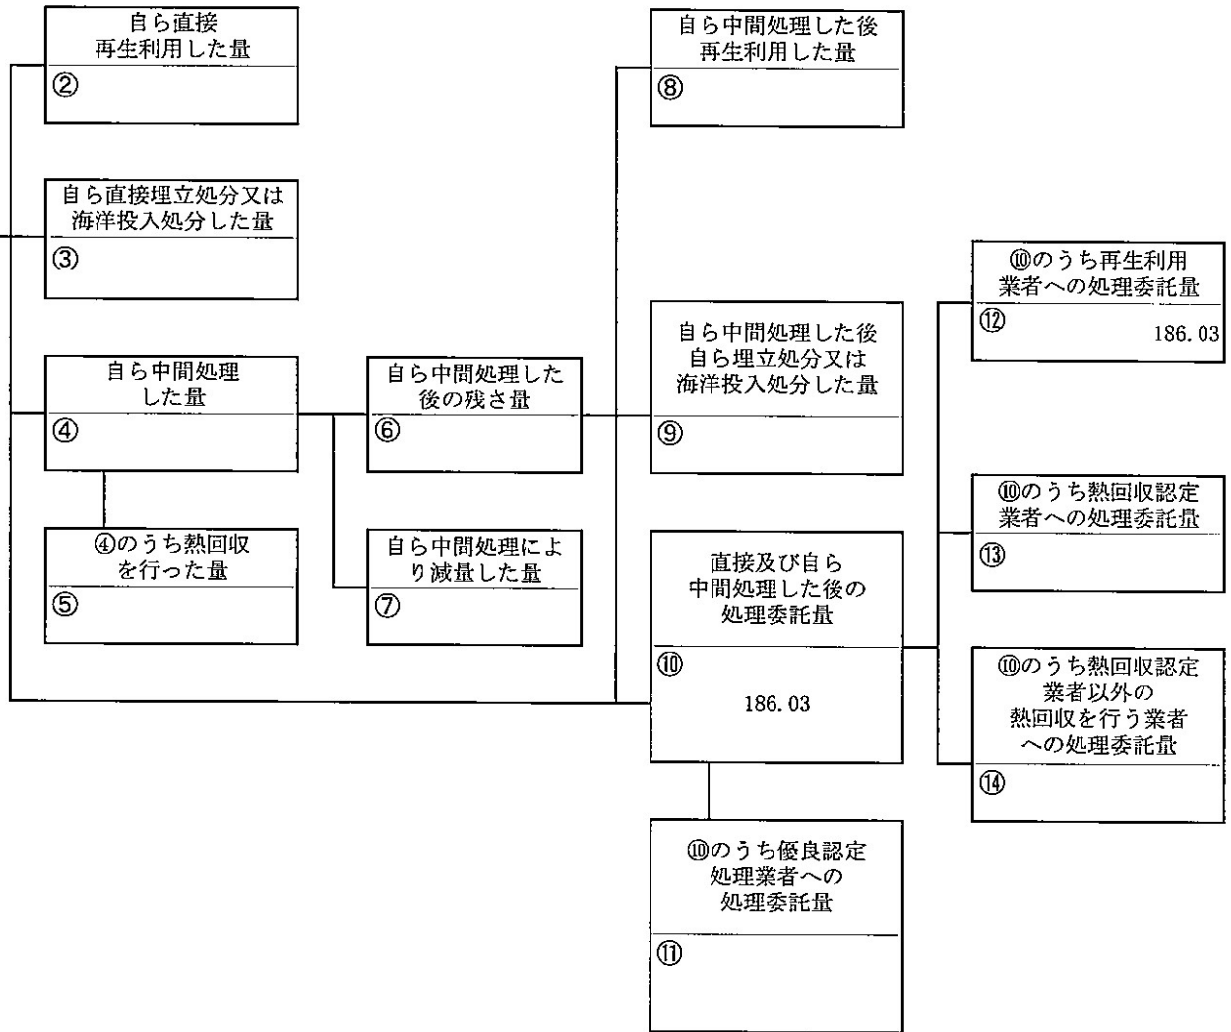 自ら直接
再生利用した量
②
自ら直接埋立処分又は
海洋投入処分した量
③
自ら中間処理
した量
④
④のうち熱回収
を行った量
⑤
自ら中間処理した
後の残さ量
⑥
自ら中間処理によ
り減量した量
⑦
自ら中間処理した後
再生利用した量
⑧
自ら中間処理した後
自ら埋立処分又は
海洋投入処分した量
⑨
直接及び自ら
中間処理した後の
処理委託量
⑩
186.03
⑩のうち優良認定
処理業者への
処理委託量
⑪
⑩のうち再生利用
業者への処理委託量
⑫
186.03
⑩のうち熱回収認定
業者への処理委託量
⑬
⑩のうち熱回収認定
業者以外の
熱回収を行う業者
への処理委託量
⑭